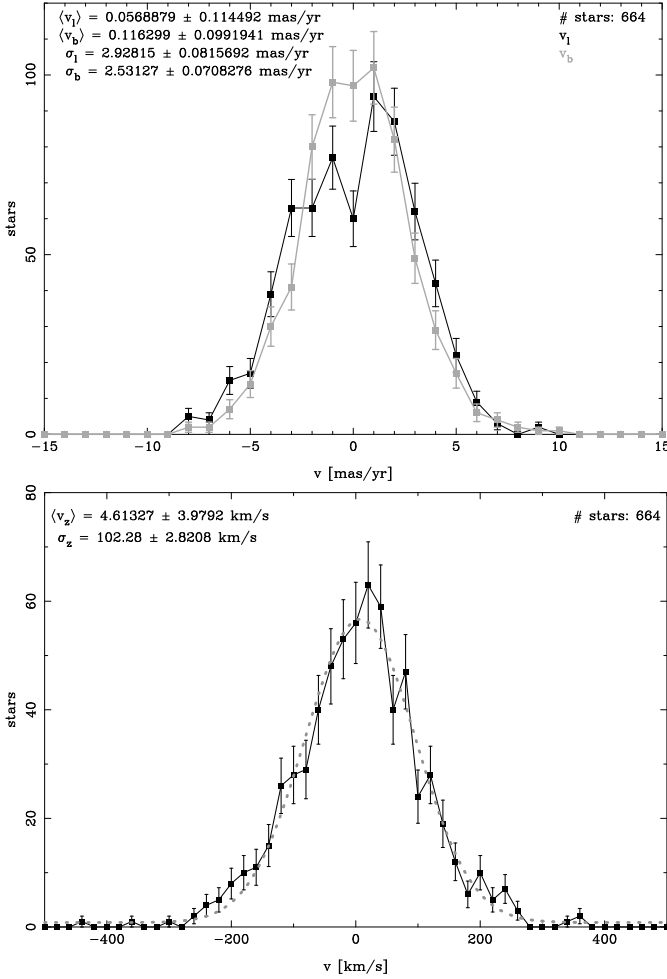 ⟨v_l⟩ = 0.0568879 ± 0.114492 mas/yr
⟨v_b⟩ = 0.116299 ± 0.0991941 mas/yr
σ_l = 2.92815 ± 0.0815692 mas/yr
σ_b = 2.53127 ± 0.0708276 mas/yr
# stars: 664
v_l
v_b
100
50
0
stars
−15 −10 −5 0 5 10 15
v [mas/yr]
⟨v_z⟩ = 4.61327 ± 3.9792 km/s
σ_z = 102.28 ± 2.8208 km/s
# stars: 664
80
60
40
20
0
stars
−400 −200 0 200 400
v [km/s]